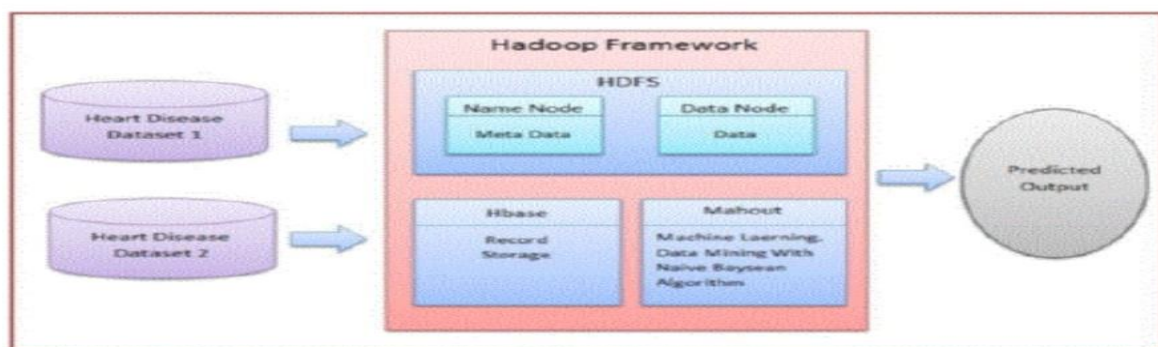 Heart Disease
Dataset 1
Heart Disease
Dataset 2
Hadoop Framework
HDFS
Name Node
Meta Data
Data Node
Data
Hbase
Record
Storage
Mahout
Machine Laerning,
Data Mining With
Naive Baysean
Algorithm
Predicted
Output